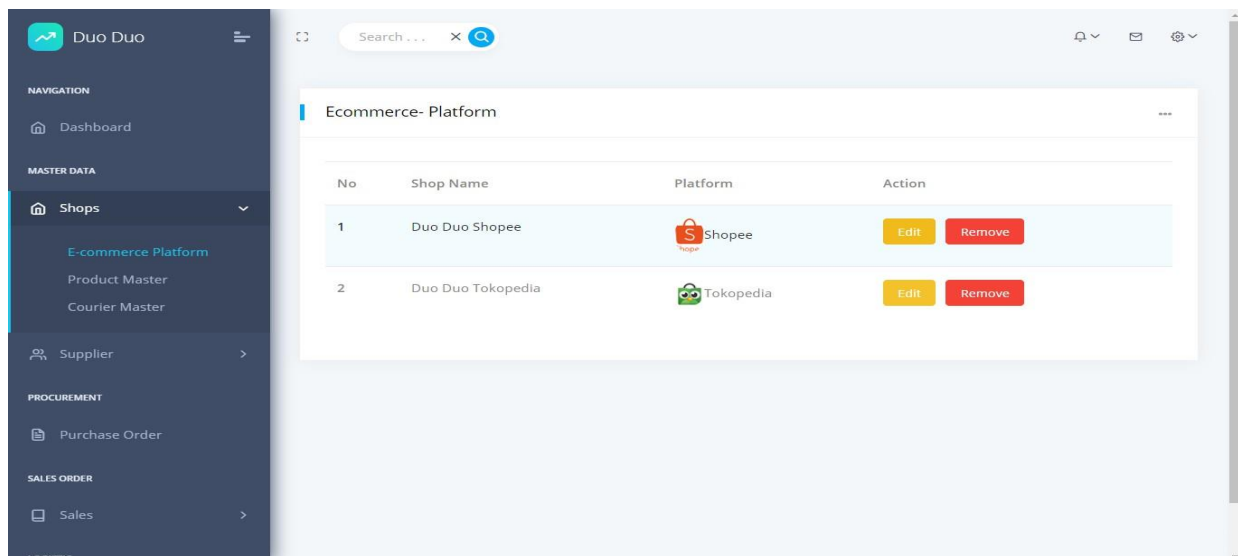 Duo Duo
Search . . .
NAVIGATION
Dashboard
MASTER DATA
Shops
E-commerce Platform
Product Master
Courier Master
Supplier
PROCUREMENT
Purchase Order
SALES ORDER
Sales
Ecommerce- Platform
No Shop Name Platform Action
1 Duo Duo Shopee Shopee Edit Remove
2 Duo Duo Tokopedia Tokopedia Edit Remove